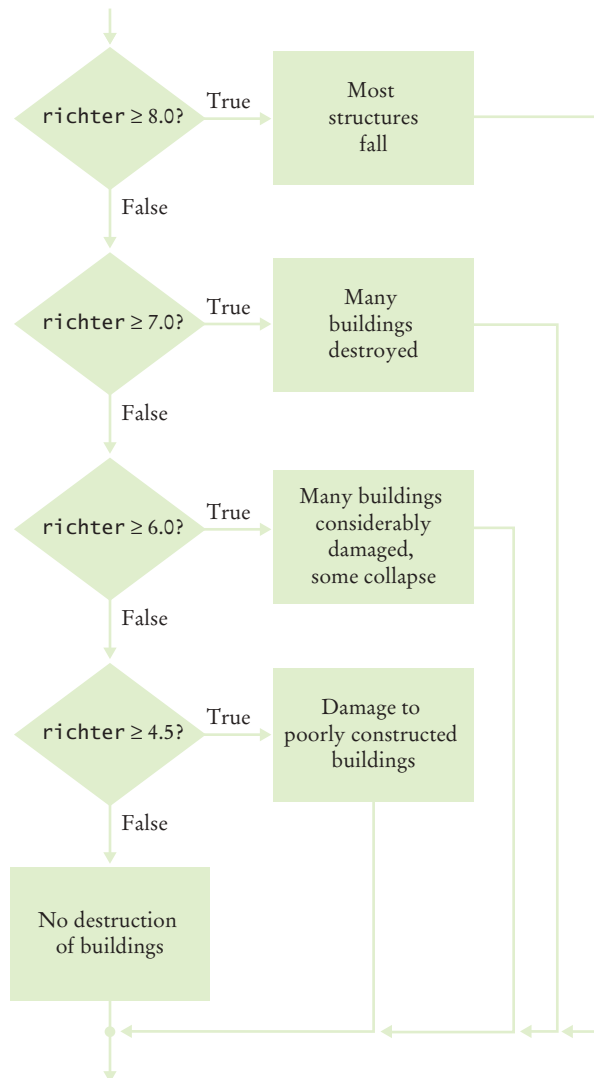 richter ≥ 8.0?
True
Most
structures
fall
False
richter ≥ 7.0?
True
Many
buildings
destroyed
False
richter ≥ 6.0?
True
Many buildings
considerably
damaged,
some collapse
False
richter ≥ 4.5?
True
Damage to
poorly constructed
buildings
False
No destruction
of buildings